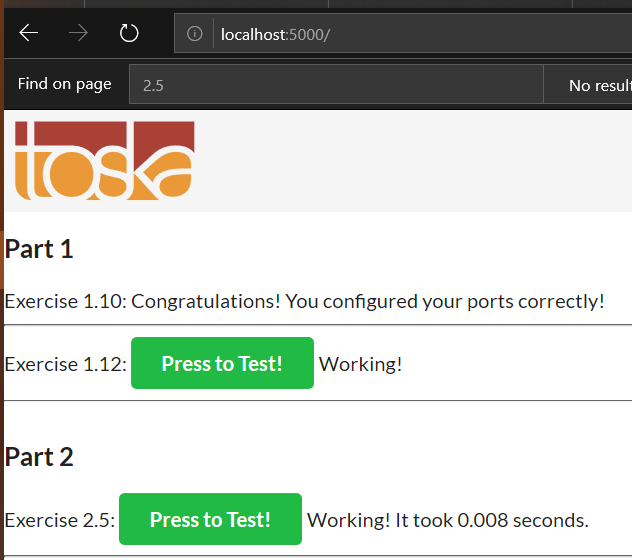 localhost:5000/
Find on page 2.5 No result
toska
Part 1
Exercise 1.10: Congratulations! You configured your ports correctly!
Exercise 1.12: Press to Test! Working!
Part 2
Exercise 2.5: Press to Test! Working! It took 0.008 seconds.